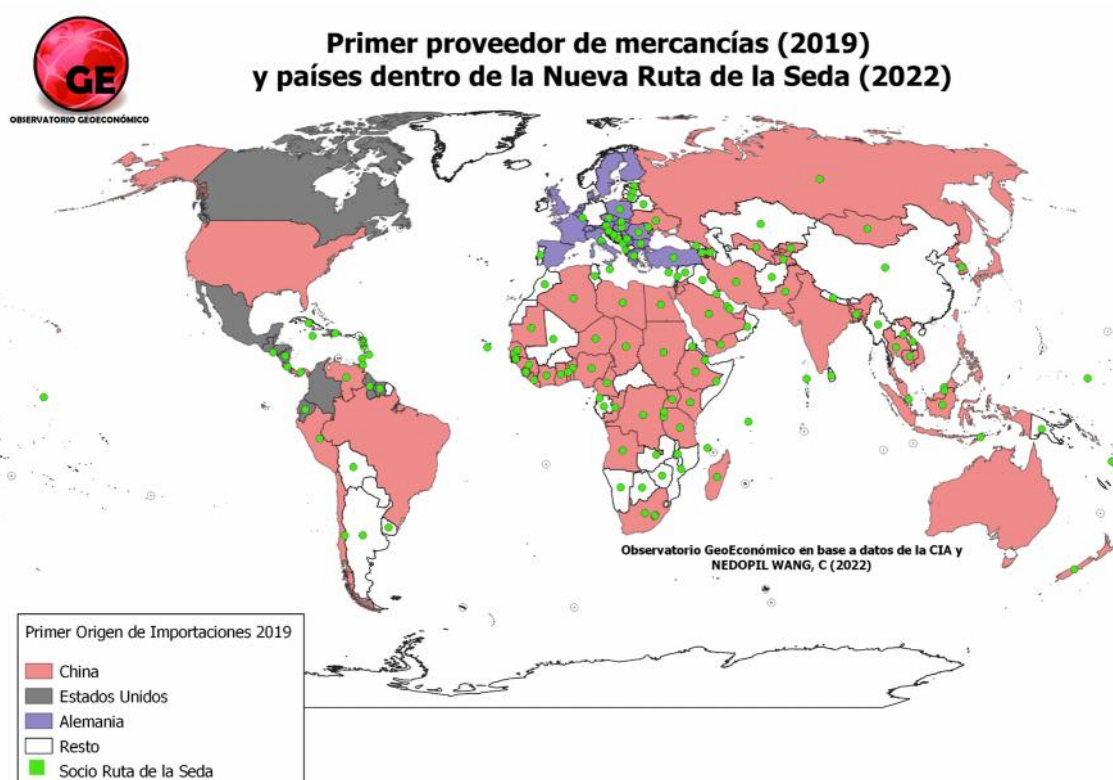 GE
OBSERVATORIO GEOECONÓMICO
Primer proveedor de mercancías (2019)
y países dentro de la Nueva Ruta de la Seda (2022)
Observatorio GeoEconómico en base a datos de la CIA y
NEDOPIL WANG, C (2022)
Primer Origen de Importaciones 2019
China
Estados Unidos
Alemania
Resto
Socio Ruta de la Seda